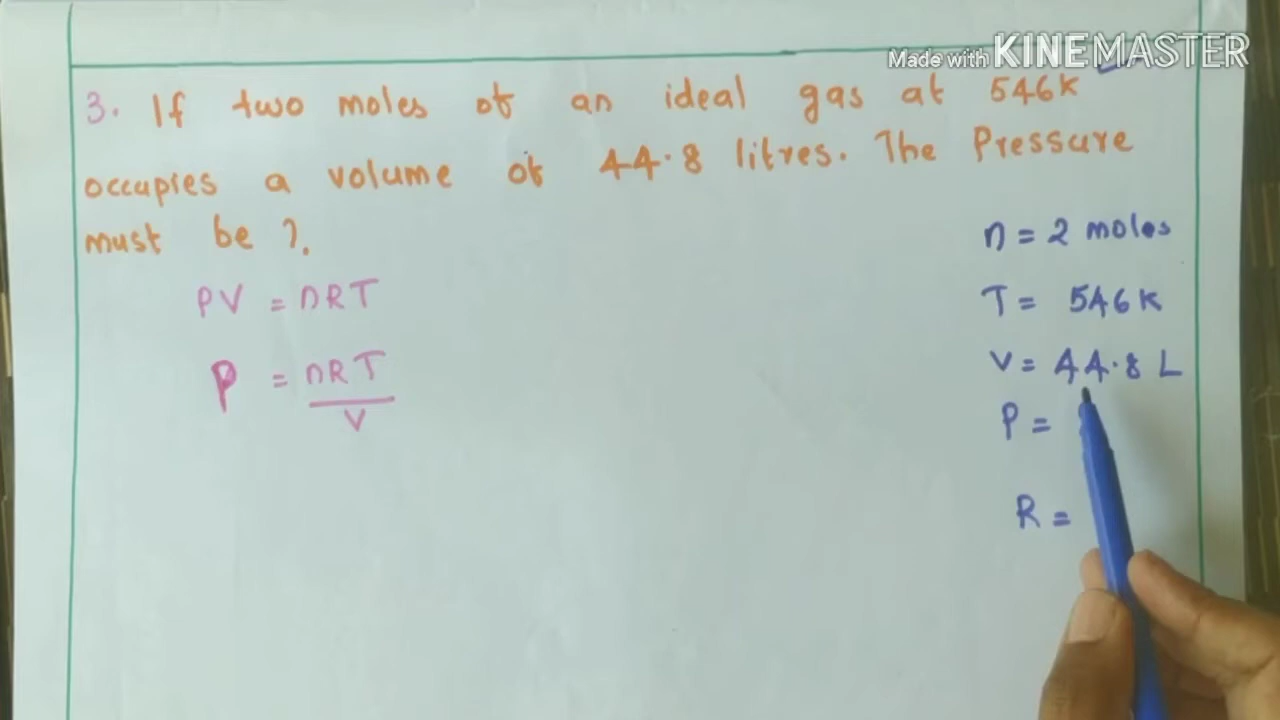 Made with KINEMASTER
3. If two moles of an ideal gas at 546K
occupies a volume of 44.8 litres. The Pressure
must be ?.
n = 2 moles
PV = nRT
T = 546K
P = nRT
V
V = 44.8 L
P =
R =